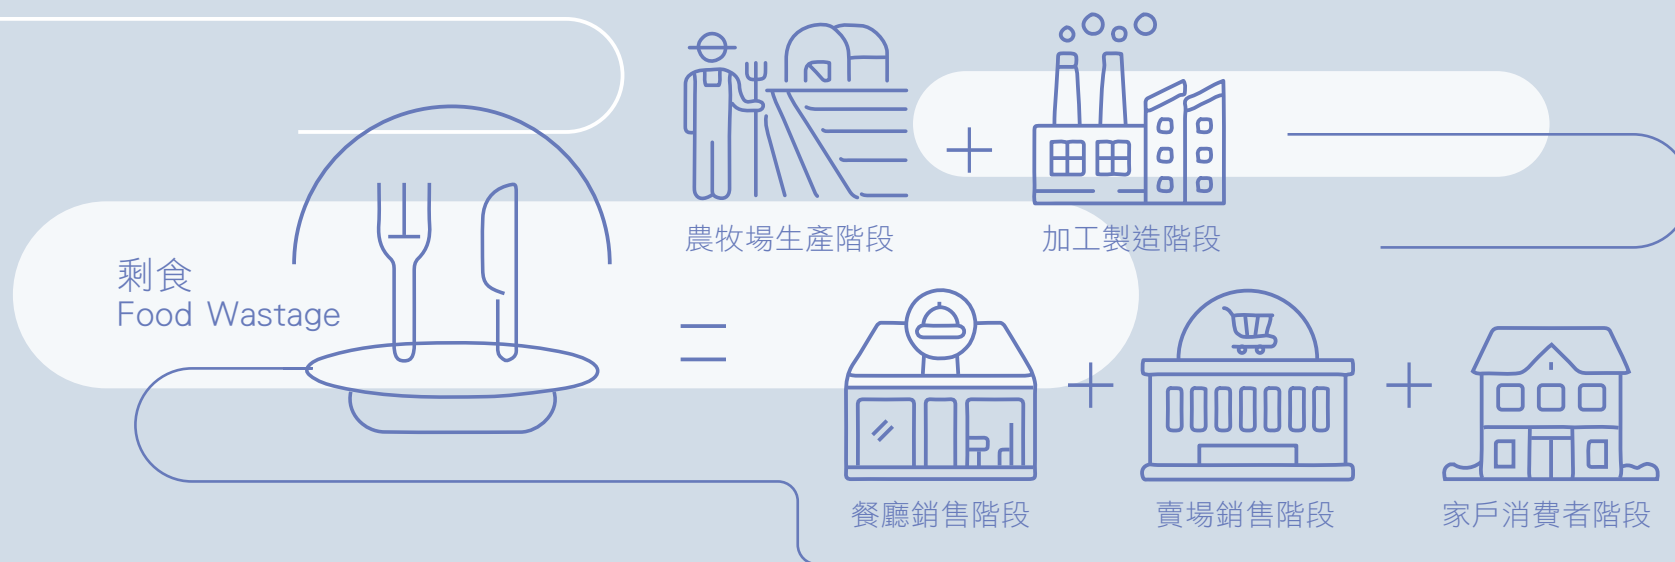 剩食
Food Wastage
=
農牧場生產階段
+
加工製造階段
餐廳銷售階段
+
賣場銷售階段
+
家戶消費者階段